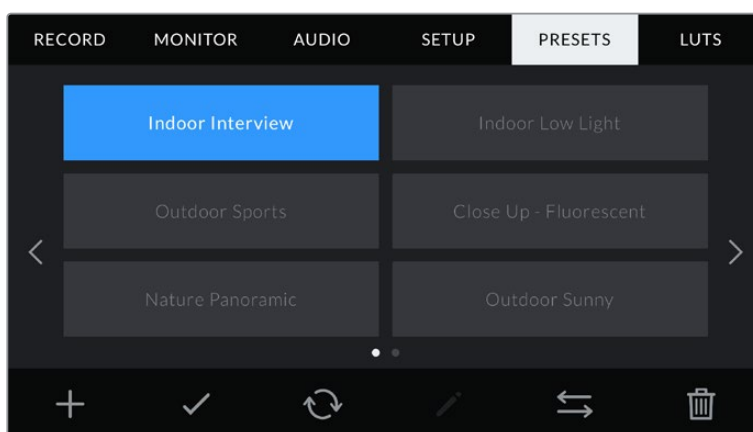 RECORD MONITOR AUDIO SETUP PRESETS LUTS
Indoor Interview Indoor Low Light
Outdoor Sports Close Up - Fluorescent
Nature Panoramic Outdoor Sunny